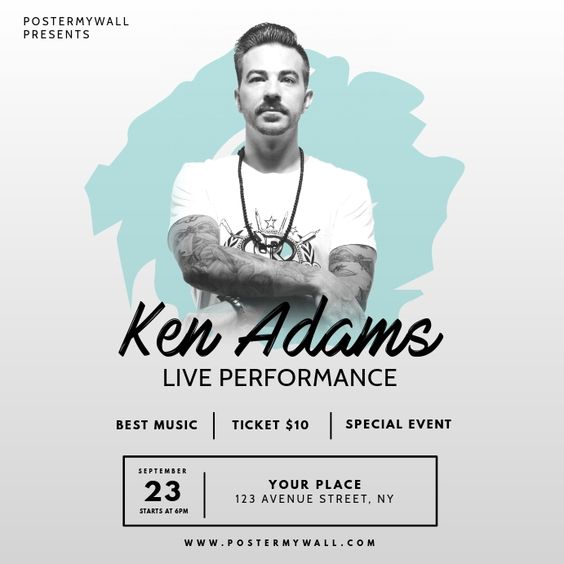 POSTERMYWALL
PRESENTS
Ken Adams
LIVE PERFORMANCE
BEST MUSIC | TICKET $10 | SPECIAL EVENT
SEPTEMBER
23
STARTS AT 6PM
YOUR PLACE
123 AVENUE STREET, NY
WWW.POSTERMYWALL.COM